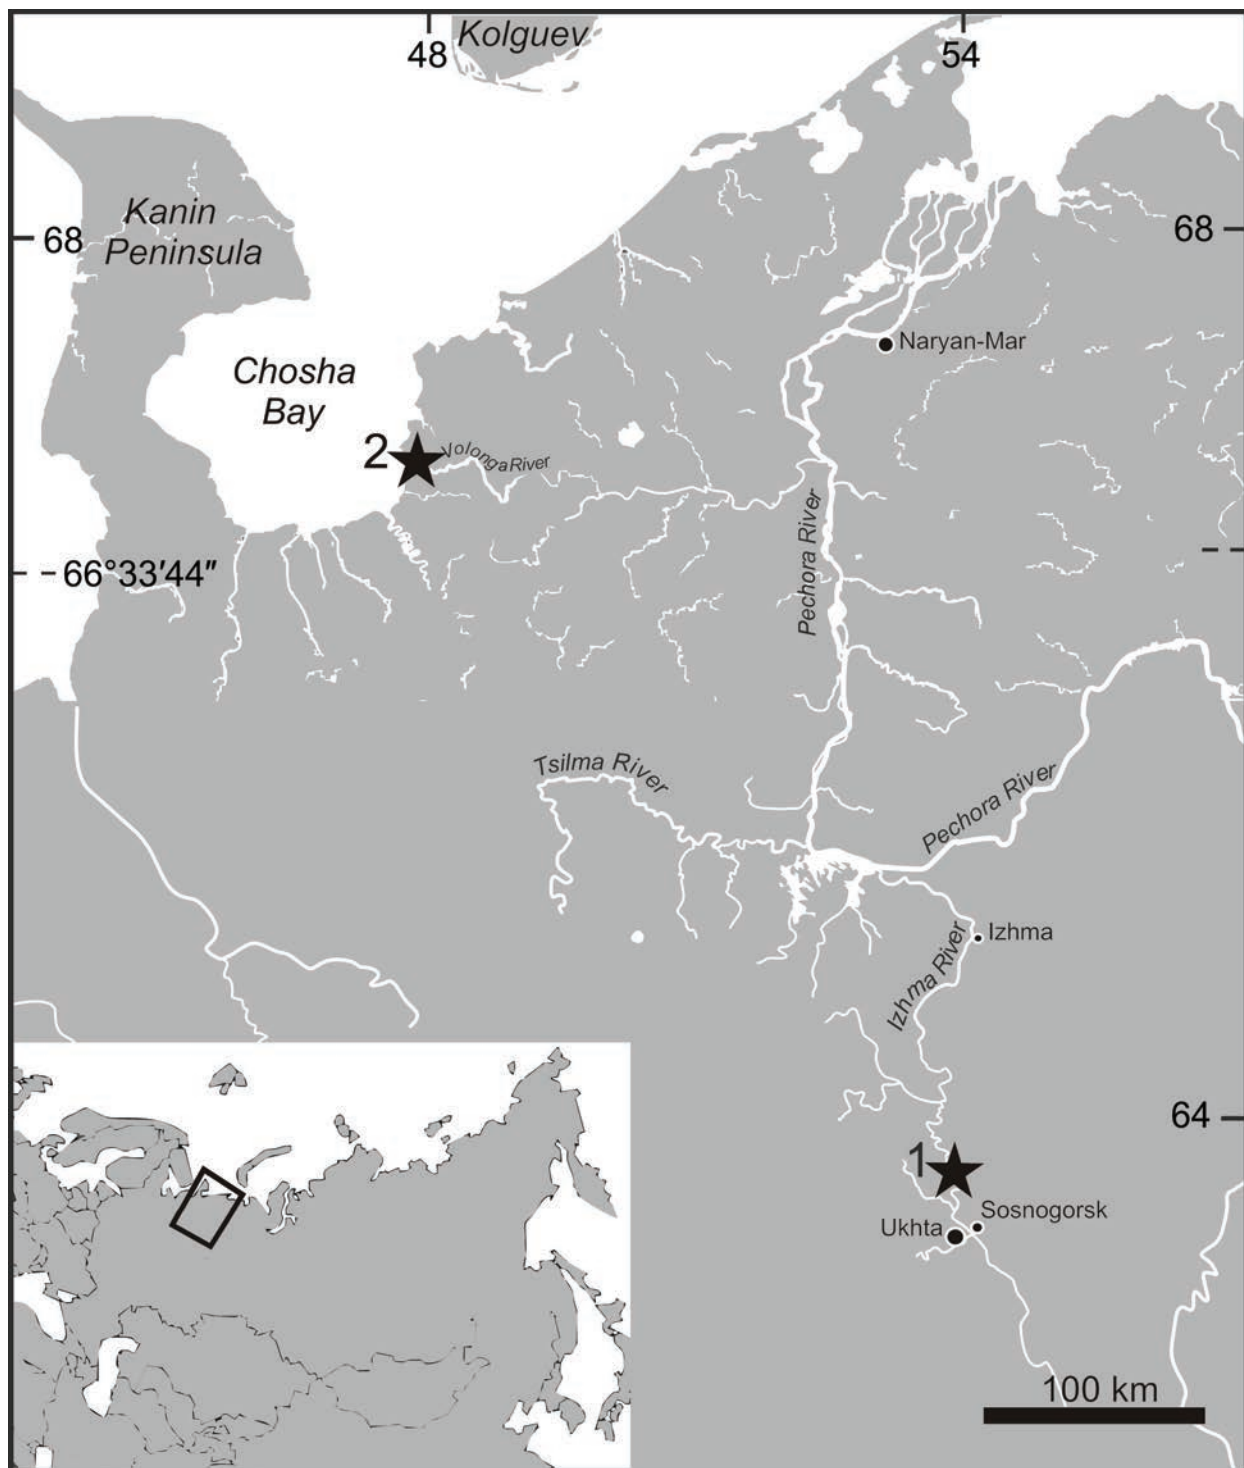 Kolguev
48
54
Kanin
Peninsula
68
68
Naryan-Mar
Chosha
Bay
2
Volonga River
Pechora River
66°33′44″
Tsilma River
Pechora River
Izhma
Izhma River
64
1
Sosnogorsk
Ukhta
100 km